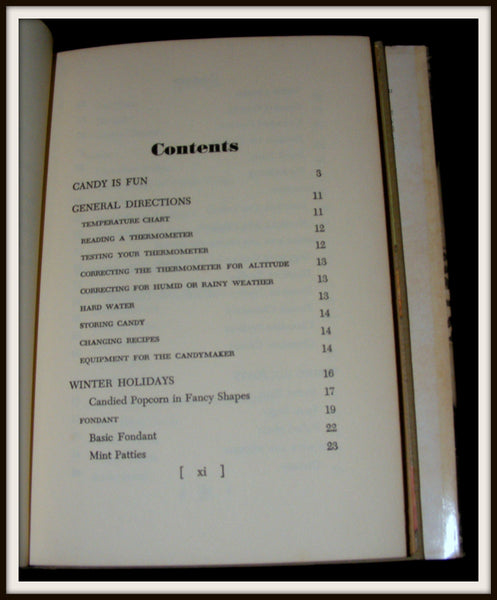 Contents
CANDY IS FUN 3
GENERAL DIRECTIONS 11
TEMPERATURE CHART 11
READING A THERMOMETER 12
TESTING YOUR THERMOMETER 12
CORRECTING THE THERMOMETER FOR ALTITUDE 13
CORRECTING FOR HUMID OR RAINY WEATHER 13
HARD WATER 13
STORING CANDY 14
CHANGING RECIPES 14
EQUIPMENT FOR THE CANDYMAKER 14
WINTER HOLIDAYS 16
Candied Popcorn in Fancy Shapes 17
FONDANT 19
Basic Fondant 22
Mint Patties 23
[ xi ]